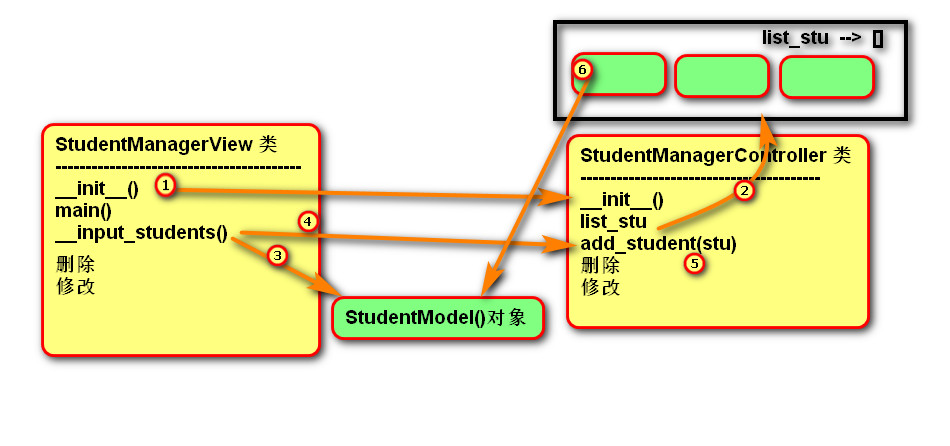 list_stu --> []
⑥
StudentManagerView 类
-----------------------------------------
__init__()
①
main()
__input_students()
④
③
删除
修改
StudentManagerController 类
----------------------------------------
②
__init__()
list_stu
add_student(stu)
删除
⑤
修改
StudentModel()对象